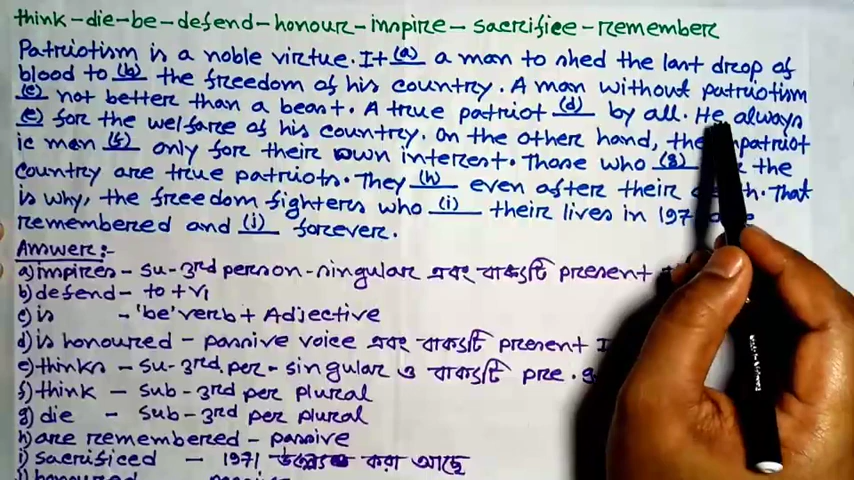 think-die-be-defend-honour-inspire-sacrifice-remember
Patriotism is a noble virtue. It (a) a man to shed the last drop of
blood to (b) the freedom of his country. A man without patriotism
(c) not better than a beast. A true patriot (d) by all. He always
(e) for the welfare of his country. On the other hand, the patriot
ic men (f) only for their own interest. Those who (g) the
country are true patriots. They (h) even after their That
is why, the freedom fighters who (i) their lives in 197
remembered and (j) forever.
Answer:-
a) inspires - su-3rd person-singular এবং বাক্যটি present
b) defend - to + v1
c) is - 'be' verb + Adjective
d) is honoured - passive voice এবং বাক্যটি present
e) thinks - su-3rd.per-singular ও বাক্যটি pre.
f) think - sub-3rd per plural
g) die - sub-3rd per plural
h) are remembered - passive
i) sacrificed - 1971 করা আছে